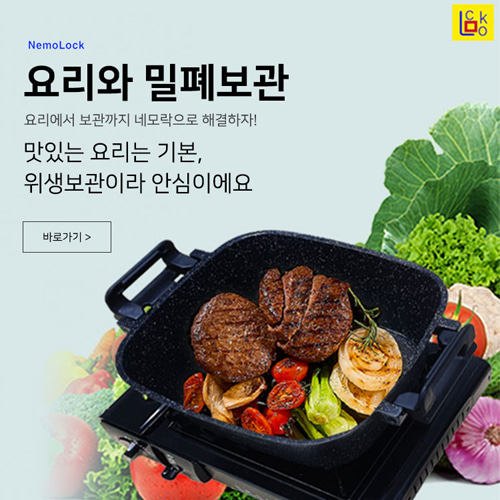 Lock
o
NemoLock
요리와 밀폐보관
요리에서 보관까지 네모락으로 해결하자!
맛있는 요리는 기본,
위생보관이라 안심이에요
바로가기 >